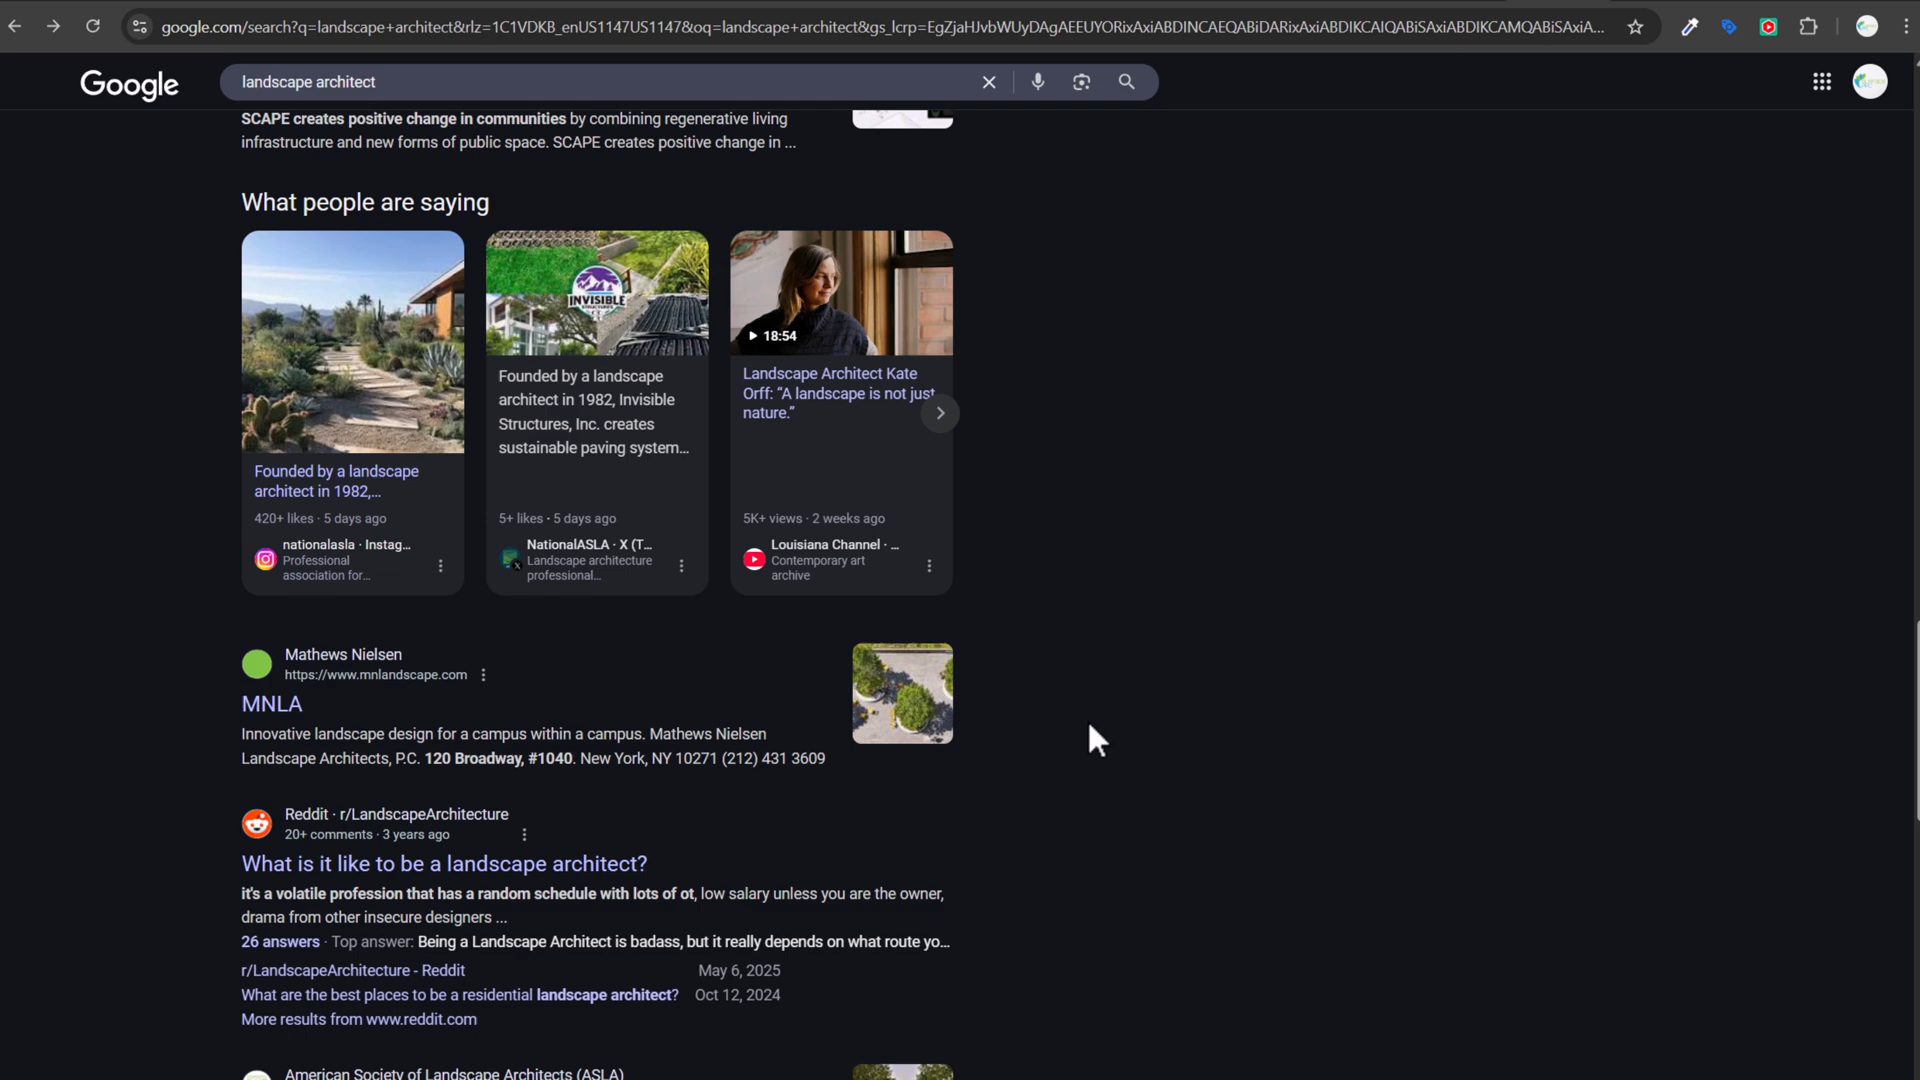 google.com/search?q=landscape+architect&rlz=1C1VDKB_enUS1147US1147&oq=landscape+architect&gs_lcrp=EgZjaHJvbWUyDAgAEEUYORixAxiABDINCAEQABiDARixAxiABDIKCAIQABiSAxiABDIKCAMQABiSAxiA...
Google
landscape architect
SCAPE creates positive change in communities by combining regenerative living
infrastructure and new forms of public space. SCAPE creates positive change in ...
What people are saying
INVISIBLE
STRUCTURES
18:54
Founded by a landscape
architect in 1982,...
420+ likes · 5 days ago
nationalasla · Instag...
Professional
association for...
Founded by a landscape
architect in 1982, Invisible
Structures, Inc. creates
sustainable paving system...
5+ likes · 5 days ago
NationalASLA · X (T...
Landscape architecture
professional...
Landscape Architect Kate
Orff: “A landscape is not just
nature.”
5K+ views · 2 weeks ago
Louisiana Channel · ...
Contemporary art
archive
Mathews Nielsen
https://www.mnlandscape.com
MNLA
Innovative landscape design for a campus within a campus. Mathews Nielsen
Landscape Architects, P.C. 120 Broadway, #1040. New York, NY 10271 (212) 431 3609
Reddit · r/LandscapeArchitecture
20+ comments · 3 years ago
What is it like to be a landscape architect?
it's a volatile profession that has a random schedule with lots of ot, low salary unless you are the owner,
drama from other insecure designers ...
26 answers · Top answer: Being a Landscape Architect is badass, but it really depends on what route yo...
r/LandscapeArchitecture - Reddit May 6, 2025
What are the best places to be a residential landscape architect? Oct 12, 2024
More results from www.reddit.com
American Society of Landscape Architects (ASLA)